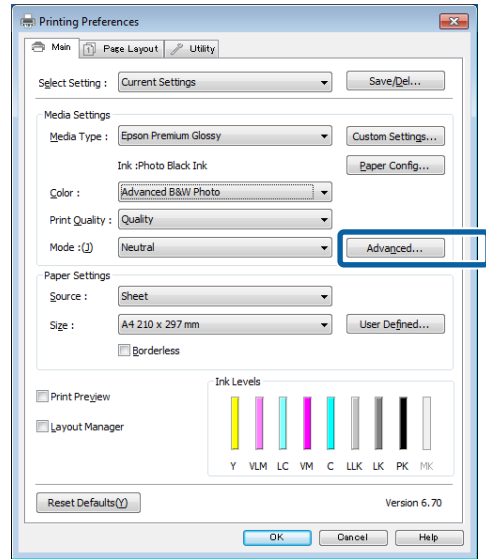 Printing Preferences
Main Page Layout Utility
Select Setting : Current Settings Save/Del...
Media Settings
Media Type : Epson Premium Glossy Custom Settings...
Ink :Photo Black Ink Paper Config...
Color : Advanced B&W Photo
Print Quality : Quality
Mode :(J) Neutral Advanced...
Paper Settings
Source : Sheet
Size : A4 210 x 297 mm User Defined...
Borderless
Ink Levels
Print Preview
Layout Manager
Y VLM LC VM C LLK LK PK MK
Reset Defaults(Y) Version 6.70
OK Cancel Help